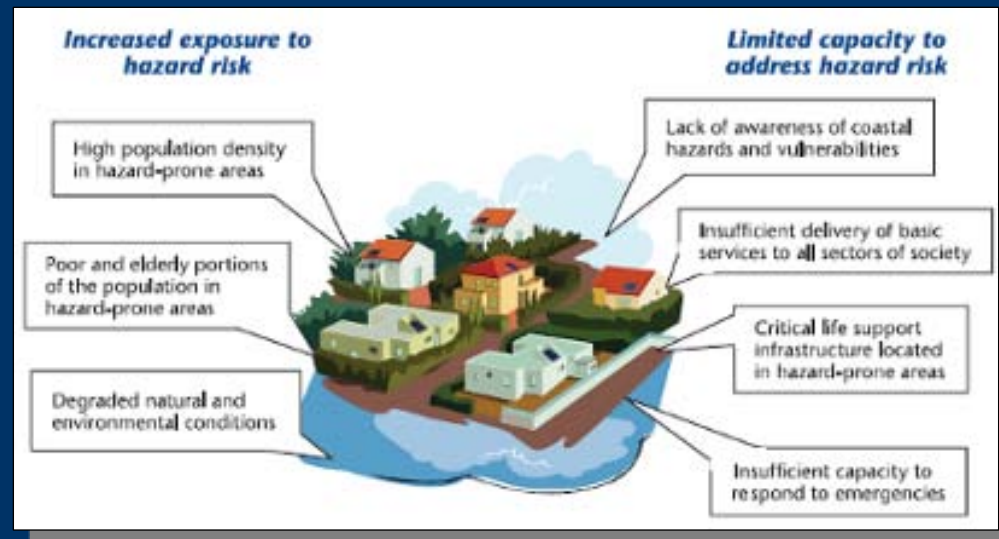 Increased exposure to
hazard risk
High population density
in hazard-prone areas
Poor and elderly portions
of the population in
hazard-prone areas
Degraded natural and
environmental conditions
Limited capacity to
address hazard risk
Lack of awareness of coastal
hazards and vulnerabilities
Insufficient delivery of basic
services to all sectors of society
Critical life support
infrastructure located
in hazard-prone areas
Insufficient capacity to
respond to emergencies